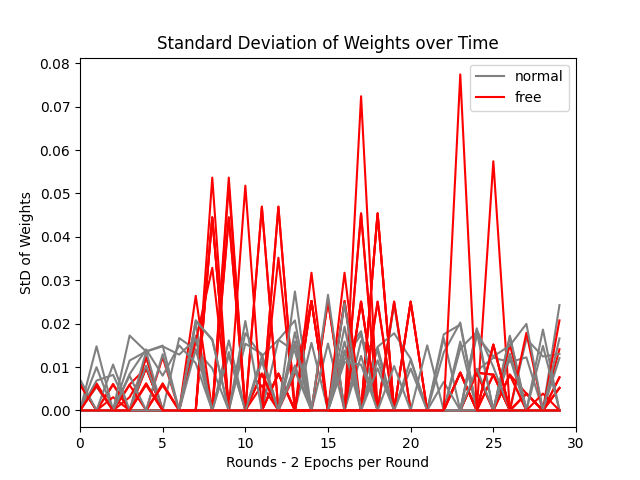 Standard Deviation of Weights over Time
normal
free
StD of Weights
0.08
0.07
0.06
0.05
0.04
0.03
0.02
0.01
0.00
0 5 10 15 20 25 30
Rounds - 2 Epochs per Round